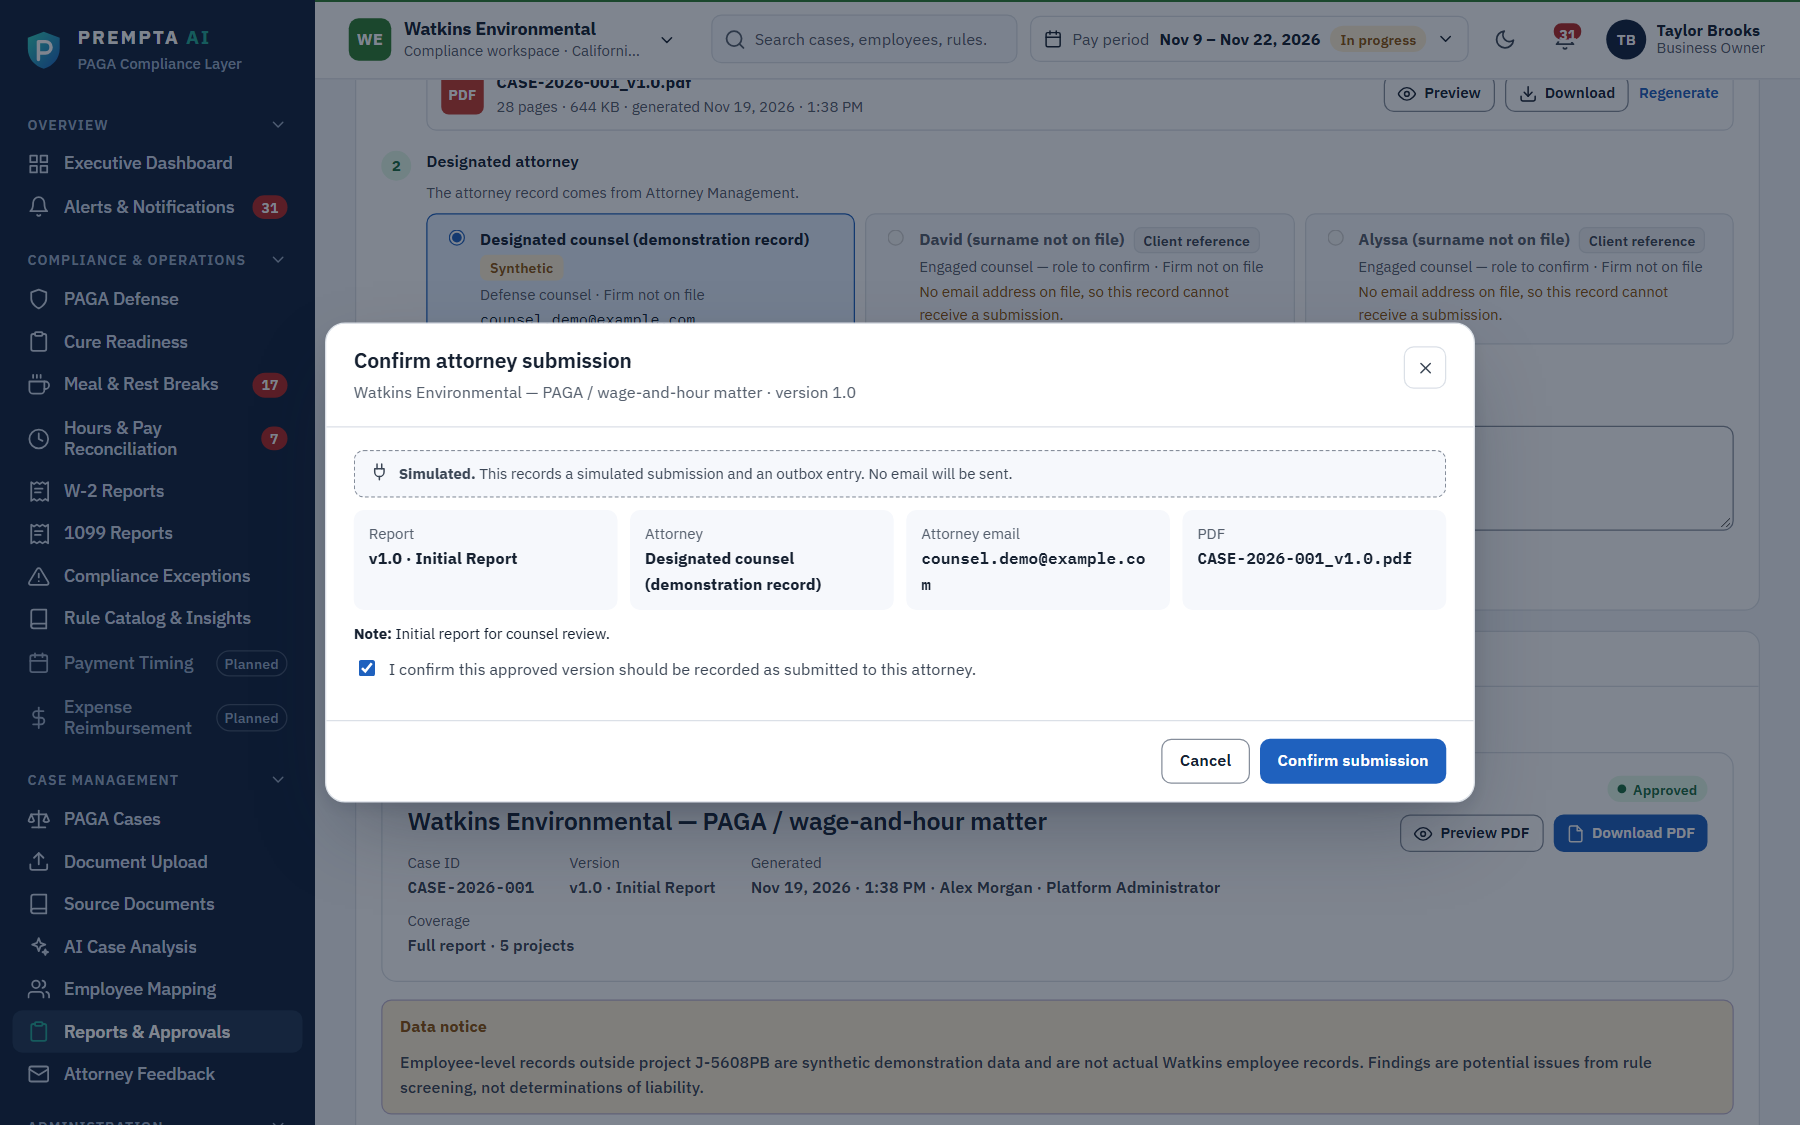 PREMPTA AI
PAGA Compliance Layer
OVERVIEW
Executive Dashboard
Alerts & Notifications 31
COMPLIANCE & OPERATIONS
PAGA Defense
Cure Readiness
Meal & Rest Breaks 17
Hours & Pay
Reconciliation 7
W-2 Reports
1099 Reports
Compliance Exceptions
Rule Catalog & Insights
Payment Timing Planned
Expense
Reimbursement Planned
CASE MANAGEMENT
PAGA Cases
Document Upload
Source Documents
AI Case Analysis
Employee Mapping
Reports & Approvals
Attorney Feedback
ADMINISTRATION
WE
Watkins Environmental
Compliance workspace · Californi...
Search cases, employees, rules.
Pay period Nov 9 – Nov 22, 2026 In progress
31
TB
Taylor Brooks
Business Owner
PDF
CASE-2026-001_v1.0.pdf
28 pages · 644 KB · generated Nov 19, 2026 · 1:38 PM
Preview
Download
Regenerate
2
Designated attorney
The attorney record comes from Attorney Management.
Designated counsel (demonstration record)
Synthetic
Defense counsel · Firm not on file
counsel.demo@example.com
David (surname not on file) Client reference
Engaged counsel — role to confirm · Firm not on file
No email address on file, so this record cannot
receive a submission.
Alyssa (surname not on file) Client reference
Engaged counsel — role to confirm · Firm not on file
No email address on file, so this record cannot
receive a submission.
Confirm attorney submission
Watkins Environmental — PAGA / wage-and-hour matter · version 1.0
Simulated. This records a simulated submission and an outbox entry. No email will be sent.
Report
v1.0 · Initial Report
Attorney
Designated counsel
(demonstration record)
Attorney email
counsel.demo@example.co
m
PDF
CASE-2026-001_v1.0.pdf
Note: Initial report for counsel review.
I confirm this approved version should be recorded as submitted to this attorney.
Cancel
Confirm submission
Approved
Watkins Environmental — PAGA / wage-and-hour matter
Preview PDF
Download PDF
Case ID
CASE-2026-001
Version
v1.0 · Initial Report
Generated
Nov 19, 2026 · 1:38 PM · Alex Morgan · Platform Administrator
Coverage
Full report · 5 projects
Data notice
Employee-level records outside project J-5608PB are synthetic demonstration data and are not actual Watkins employee records. Findings are potential issues from rule
screening, not determinations of liability.